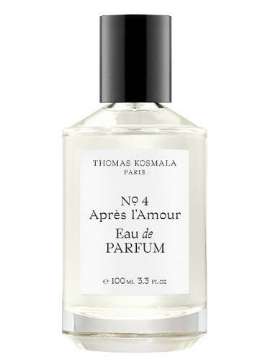 THOMAS KOSMALA
PARIS
Nº 4
Après l'Amour
Eau de
PARFUM
℮ 100 ML 3.3 FL.OZ